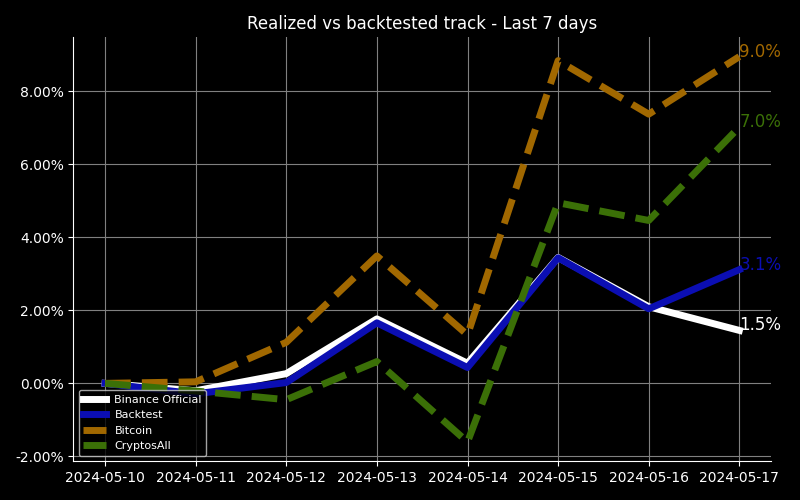 Realized vs backtested track - Last 7 days
9.0%
8.00%
7.0%
6.00%
4.00%
3.1%
2.00%
1.5%
0.00%
Binance Official
Backtest
Bitcoin
CryptosAll
-2.00%
2024-05-10 2024-05-11 2024-05-12 2024-05-13 2024-05-14 2024-05-15 2024-05-16 2024-05-17